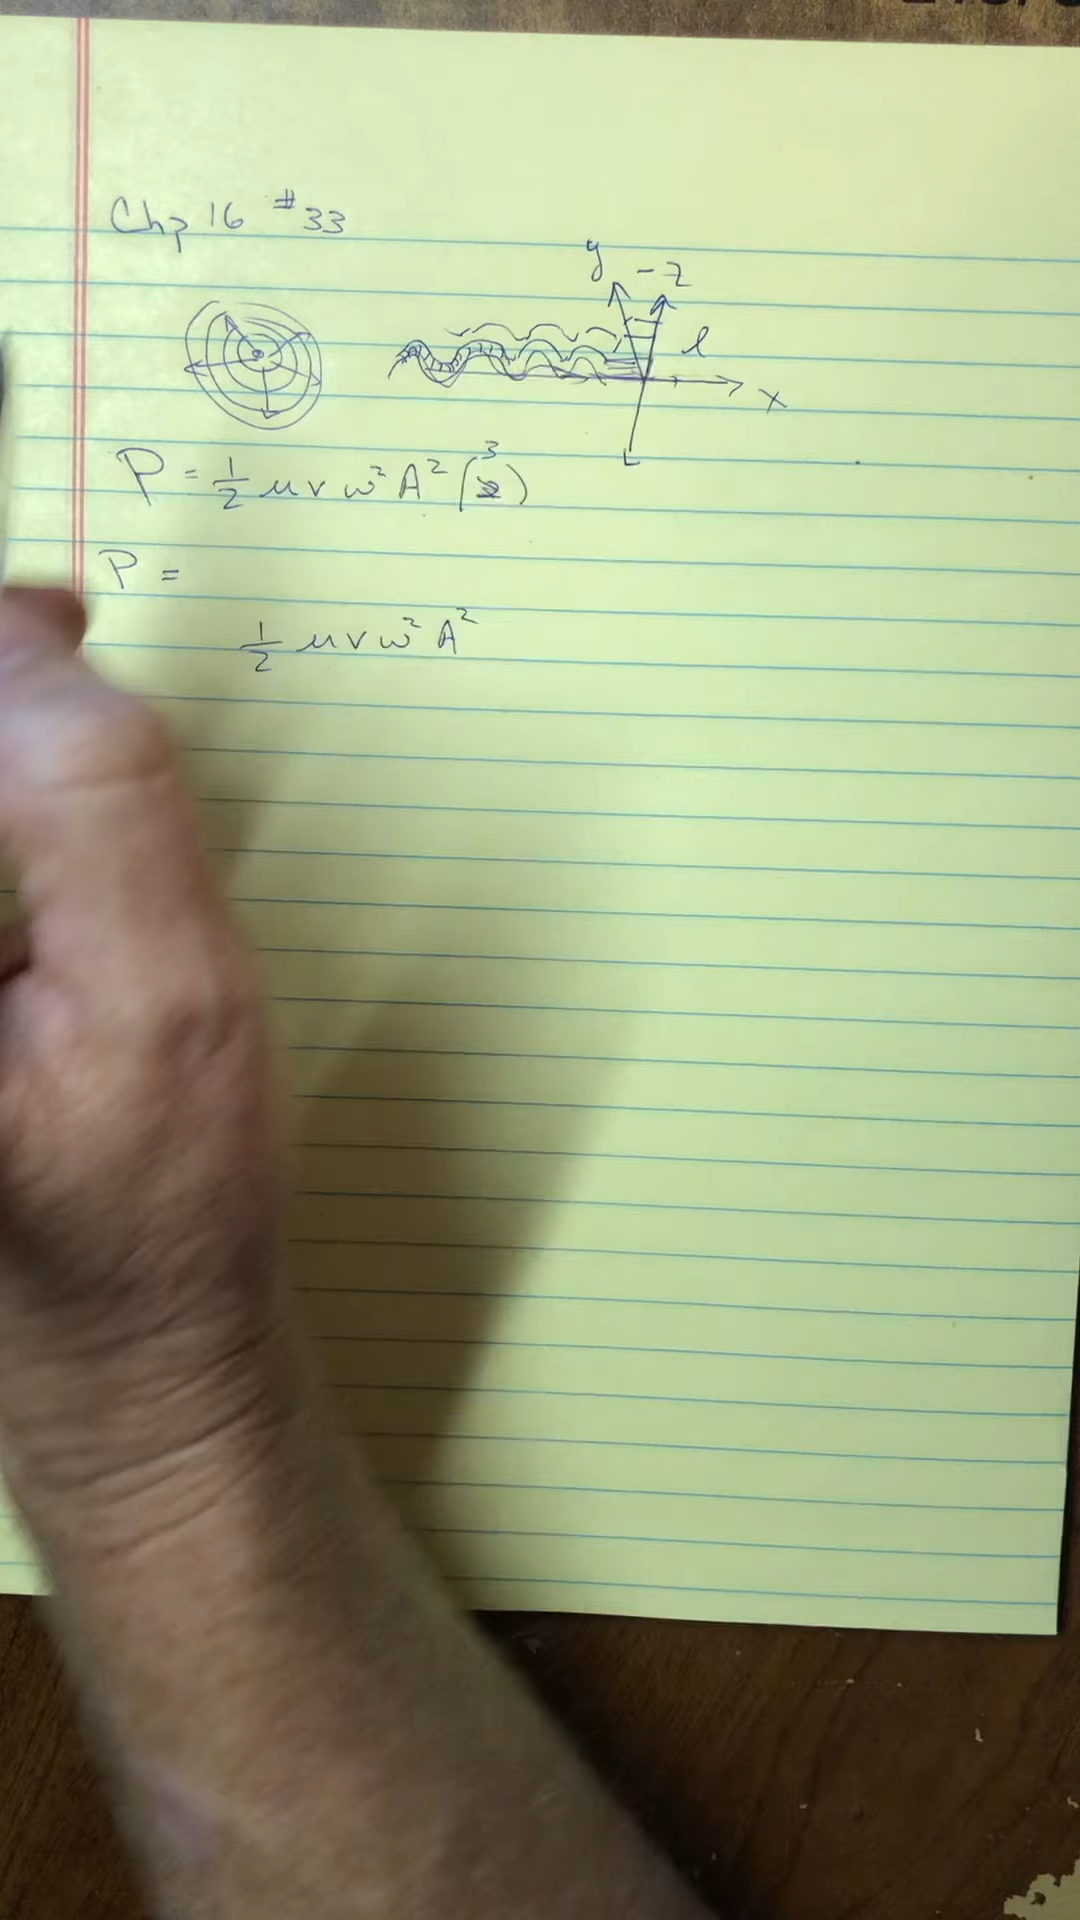 Chp 16 #33
y -z
l
x
P = 1/2 μ v ω² A² (3)
P =
1/2 μ v ω² A²